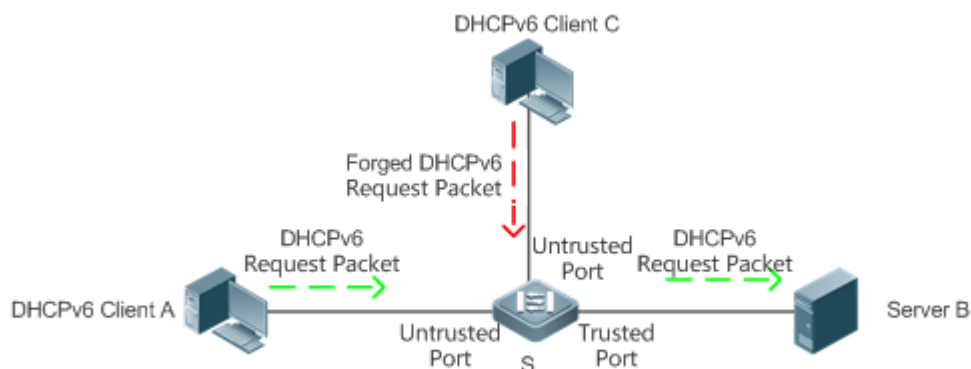 DHCPv6 Client C
Forged DHCPv6
Request Packet
DHCPv6
Request Packet
Untrusted
Port
DHCPv6
Request Packet
DHCPv6 Client A
Server B
Untrusted
Port
Trusted
Port
S